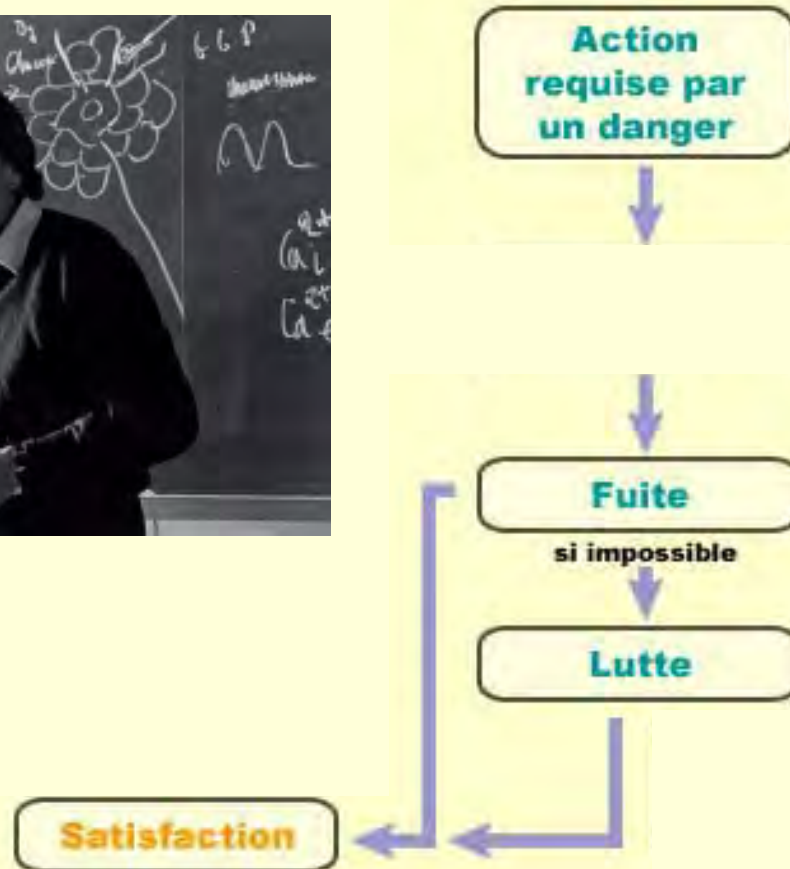 Action
requise par
un danger
Fuite
si impossible
Lutte
Satisfaction